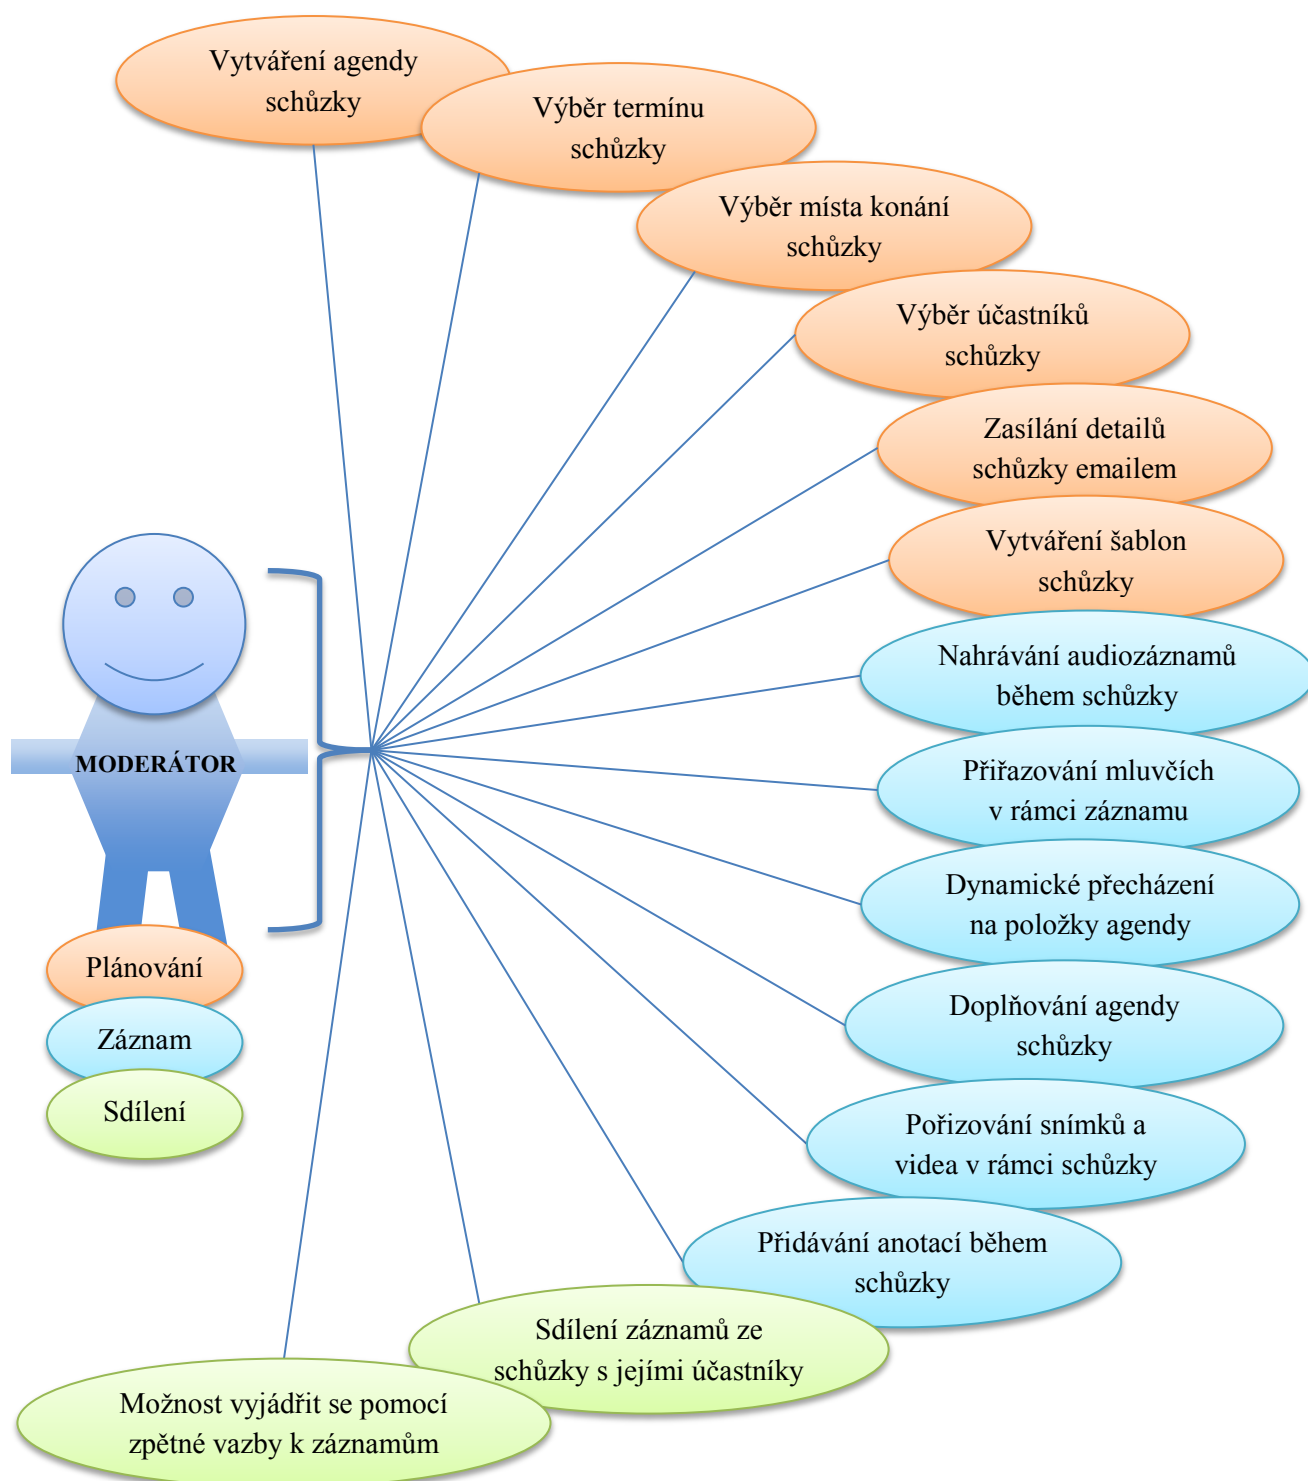 Vytváření agendy
schůzky
Výběr termínu
schůzky
Výběr místa konání
schůzky
Výběr účastníků
schůzky
Zasílání detailů
schůzky emailem
Vytváření šablon
schůzky
Nahrávání audiozáznamů
během schůzky
MODERÁTOR
Přiřazování mluvčích
v rámci záznamu
Dynamické přecházení
na položky agendy
Plánování
Záznam
Sdílení
Doplňování agendy
schůzky
Pořizování snímků a
videa v rámci schůzky
Přidávání anotací během
schůzky
Sdílení záznamů ze
schůzky s jejími účastníky
Možnost vyjádřit se pomocí
zpětné vazby k záznamům